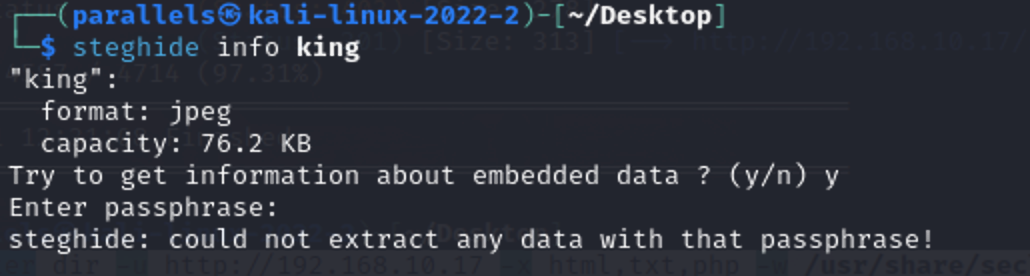 ┌──(parallels㉿kali-linux-2022-2)-[~/Desktop]
└─$ steghide info king
"king":
  format: jpeg
  capacity: 76.2 KB
Try to get information about embedded data ? (y/n) y
Enter passphrase:
steghide: could not extract any data with that passphrase!